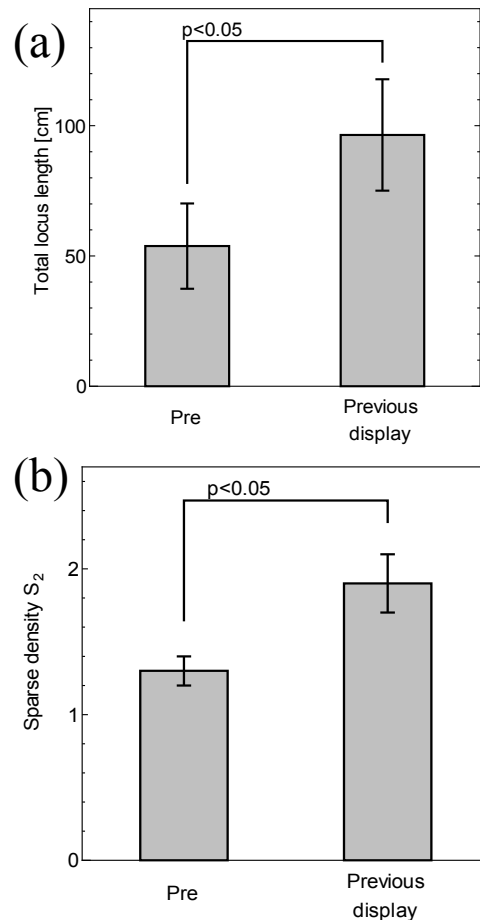 (a)
p<0.05
Total locus length [cm]
100
50
0
Pre
Previous
display
(b)
p<0.05
Sparse density S₂
2
1
0
Pre
Previous
display